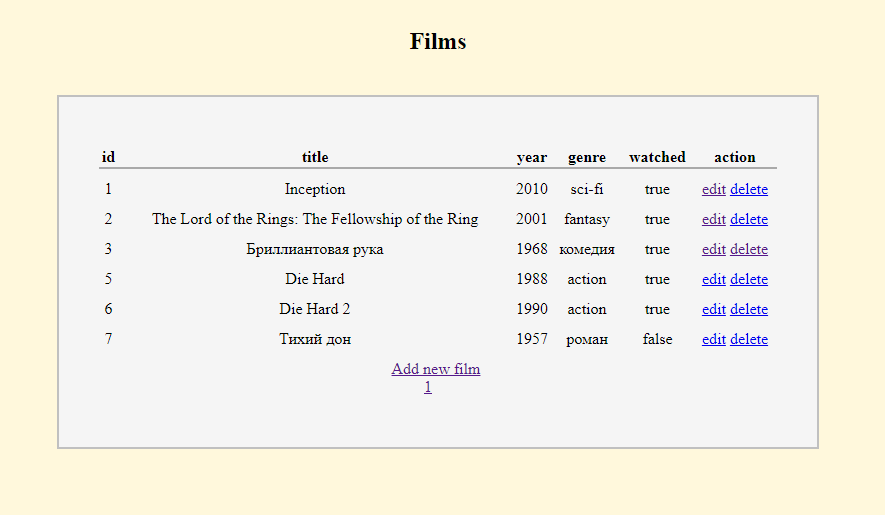 Films
id title year genre watched action
1 Inception 2010 sci-fi true edit delete
2 The Lord of the Rings: The Fellowship of the Ring 2001 fantasy true edit delete
3 Бриллиантовая рука 1968 комедия true edit delete
5 Die Hard 1988 action true edit delete
6 Die Hard 2 1990 action true edit delete
7 Тихий дон 1957 роман false edit delete
Add new film
1